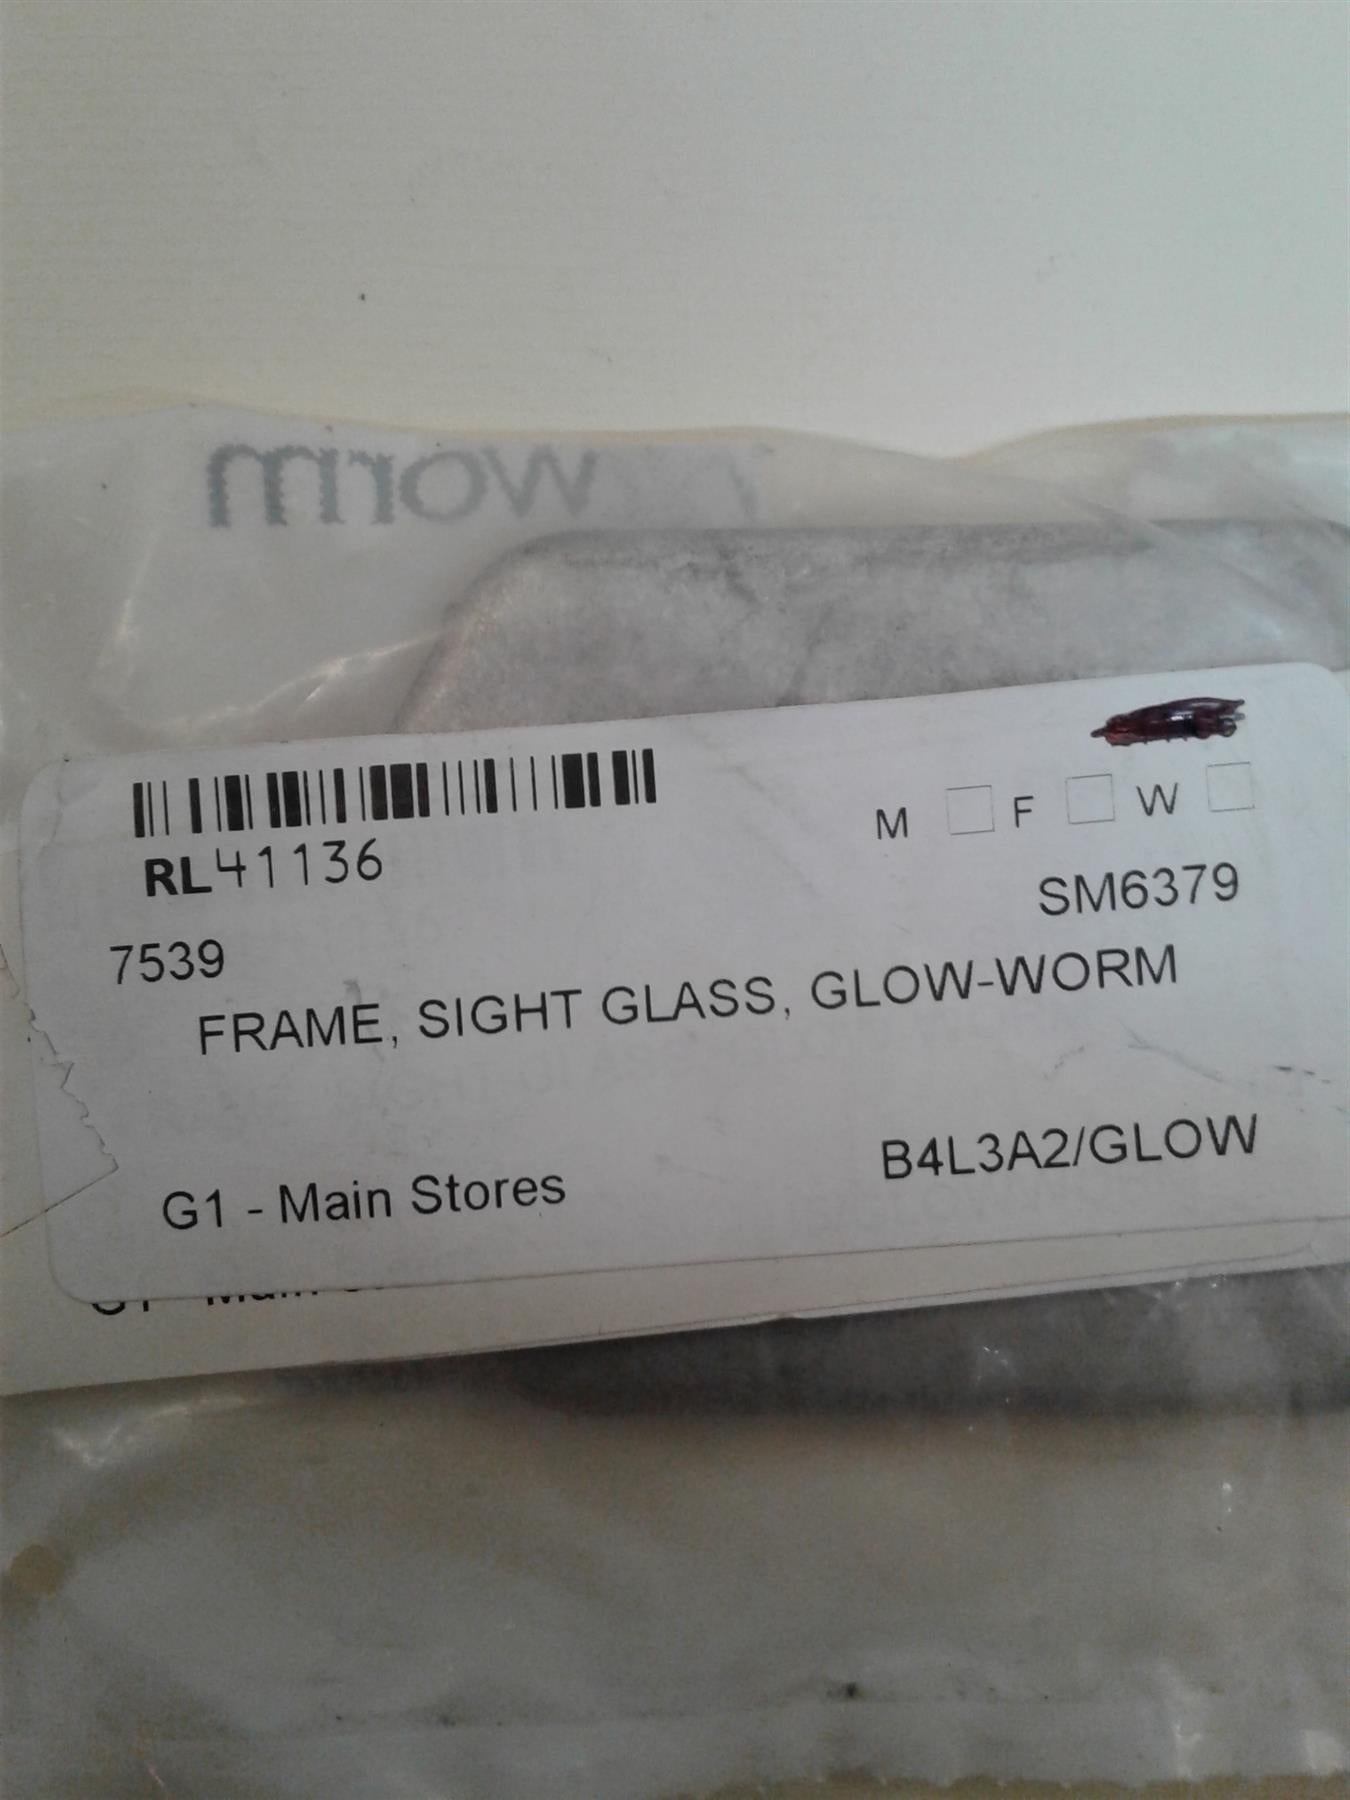 worm
M F W
RL41136
SM6379
7539
FRAME, SIGHT GLASS, GLOW-WORM
B4L3A2/GLOW
G1 - Main Stores